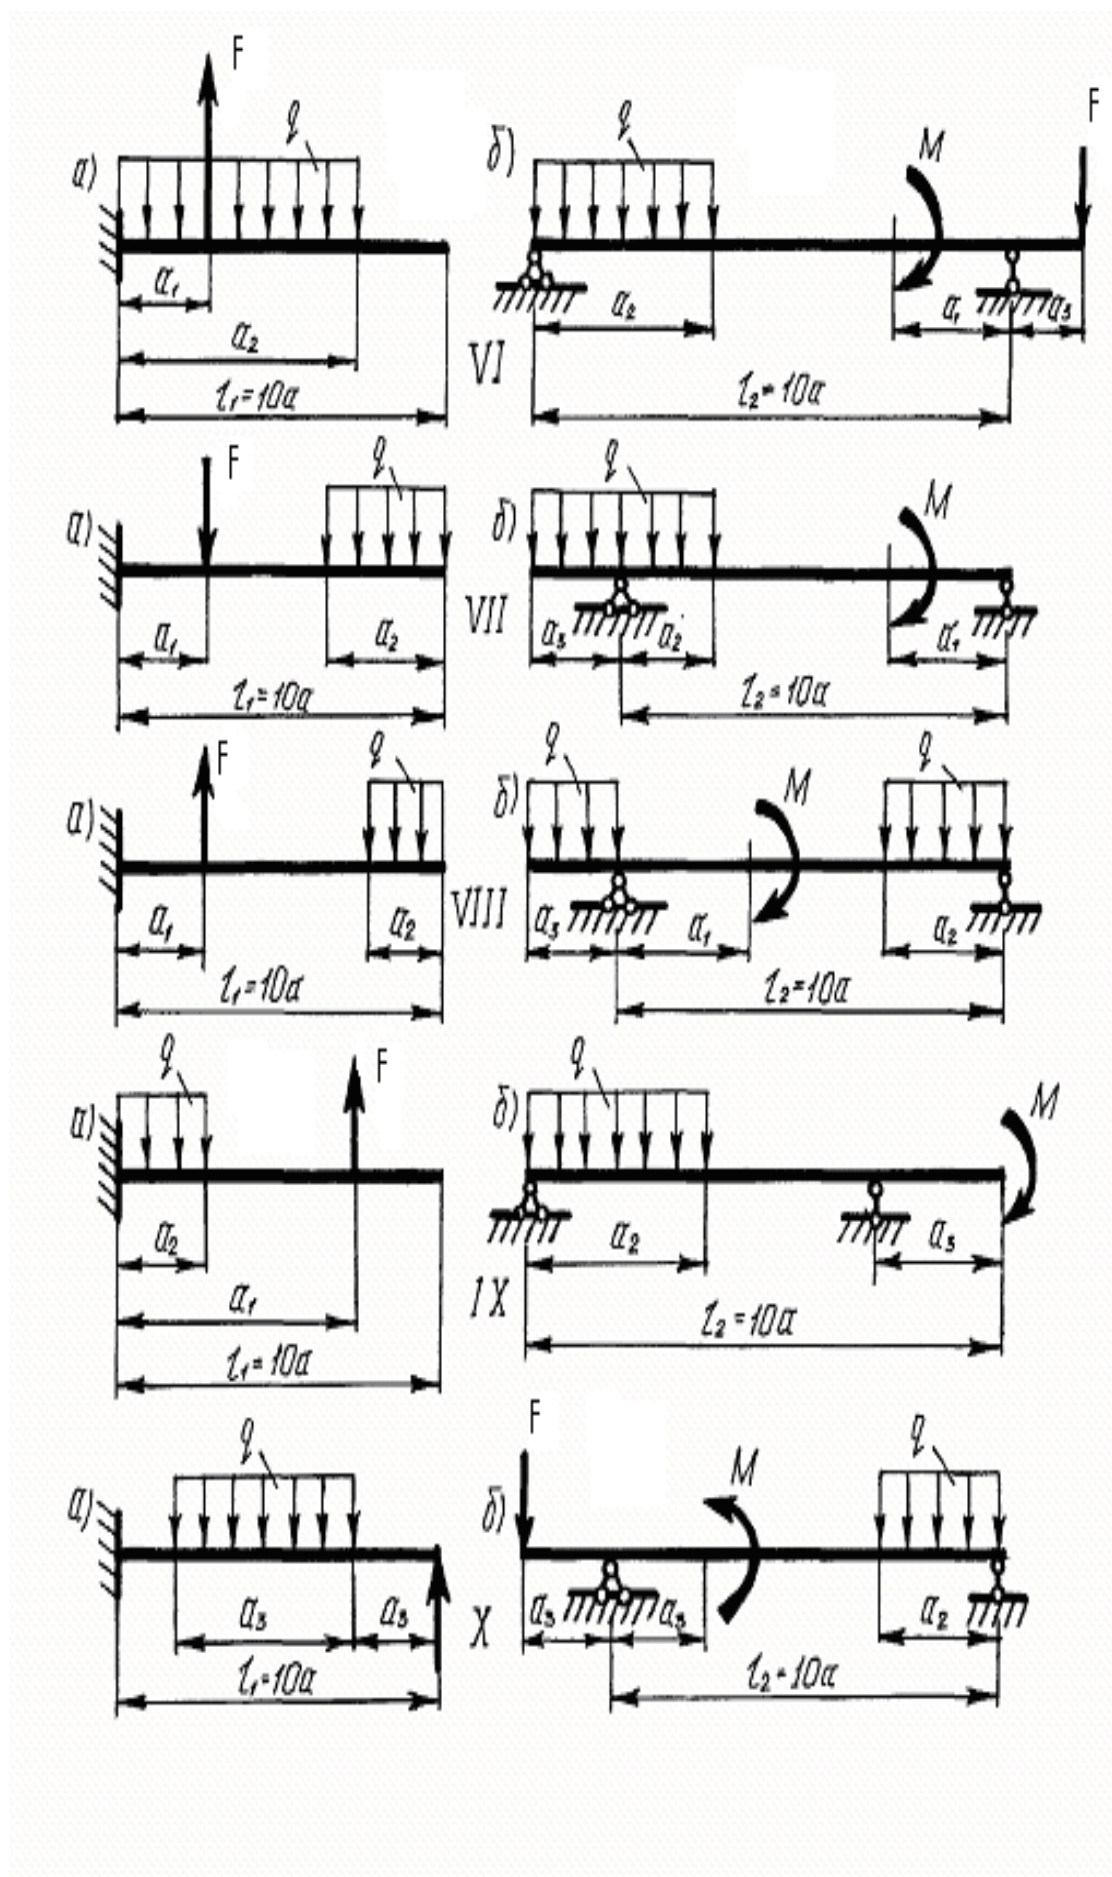 а) F q
a₁
a₂
l₁=10a
VI
б) q M F
a₂ a₁ a₃
l₂=10a
а) F q
a₁ a₂
l₁=10a
VII
б) q M
a₃ a₂ a₁
l₂=10a
а) F q
a₁ a₂
l₁=10a
VIII
б) q M q
a₃ a₁ a₂
l₂=10a
а) q F
a₂
a₁
l₁=10a
IX
б) q M
a₂ a₃
l₂=10a
а) q
a₃ a₃
l₁=10a
X
б) F M q
a₃ a₃ a₂
l₂=10a